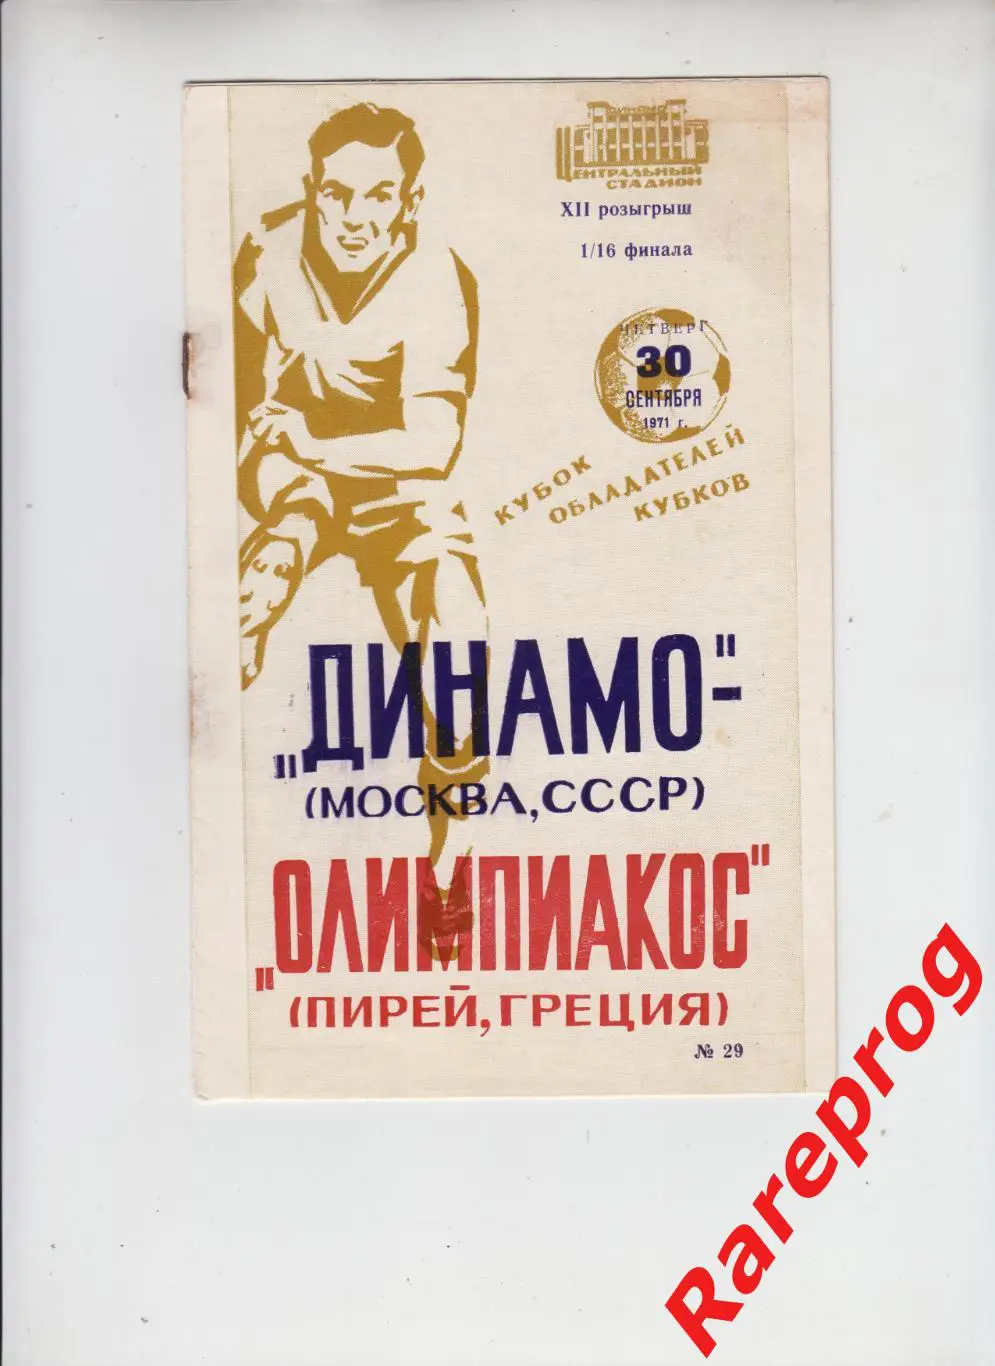 ДИНАМО
ЦЕНТРАЛЬНЫЙ
СТАДИОН
XII розыгрыш
1/16 финала
ЧЕТВЕРГ
30
СЕНТЯБРЯ
1971 г.
КУБОК
ОБЛАДАТЕЛЕЙ
КУБКОВ
„ДИНАМО"-
(МОСКВА, СССР)
„ОЛИМПИАКОС"
(ПИРЕЙ, ГРЕЦИЯ)
№ 29
Rareprog